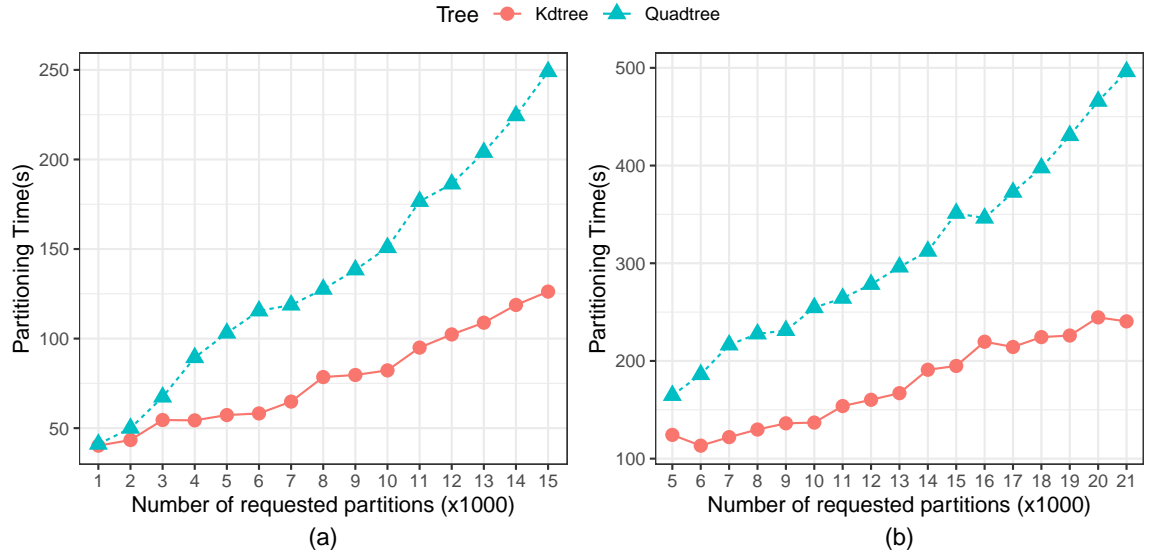 Tree Kdtree Quadtree
Partitioning Time(s)
250
200
150
100
50
1 2 3 4 5 6 7 8 9 10 11 12 13 14 15
Number of requested partitions (x1000)
(a)
Partitioning Time(s)
500
400
300
200
100
5 6 7 8 9 10 11 12 13 14 15 16 17 18 19 20 21
Number of requested partitions (x1000)
(b)